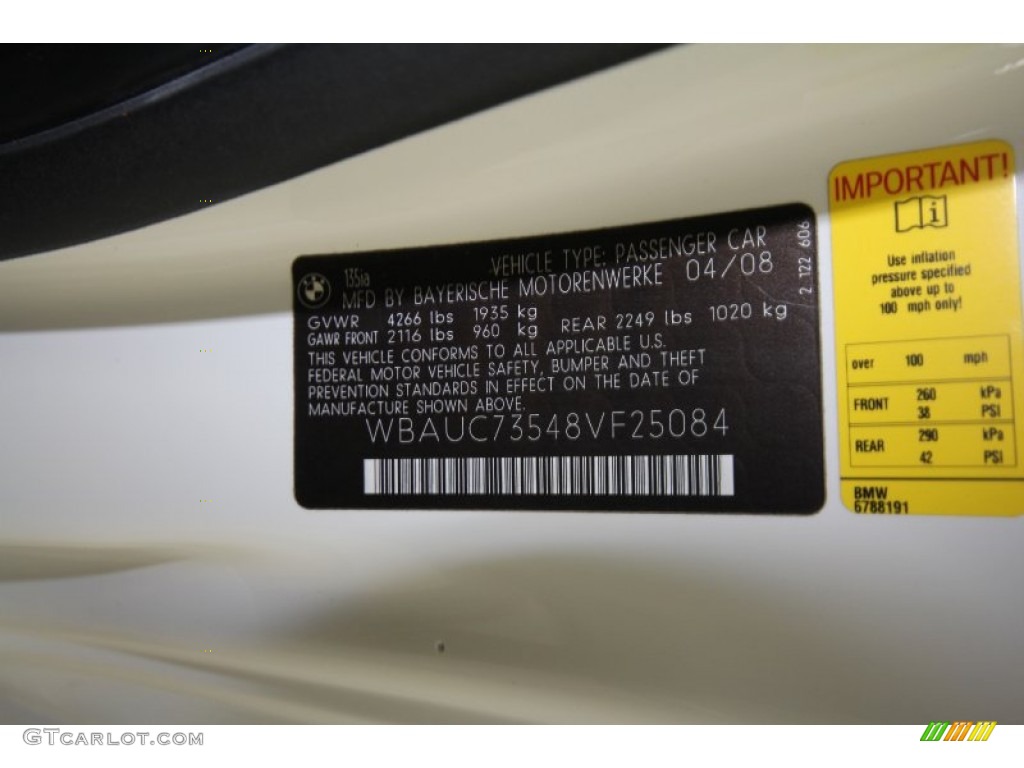 135ia VEHICLE TYPE: PASSENGER CAR
MFD BY BAYERISCHE MOTORENWERKE 04/08
GVWR 4266 lbs 1935 kg
GAWR FRONT 2116 lbs 960 kg REAR 2249 lbs 1020 kg
THIS VEHICLE CONFORMS TO ALL APPLICABLE U.S.
FEDERAL MOTOR VEHICLE SAFETY, BUMPER AND THEFT
PREVENTION STANDARDS IN EFFECT ON THE DATE OF
MANUFACTURE SHOWN ABOVE.
WBAUC73548VF25084
2 122 606
IMPORTANT!
i
Use inflation
pressure specified
above up to
100 mph only!
over 100 mph
FRONT 260 kPa
38 PSI
REAR 290 kPa
42 PSI
BMW
6788191
GTcarlot.com